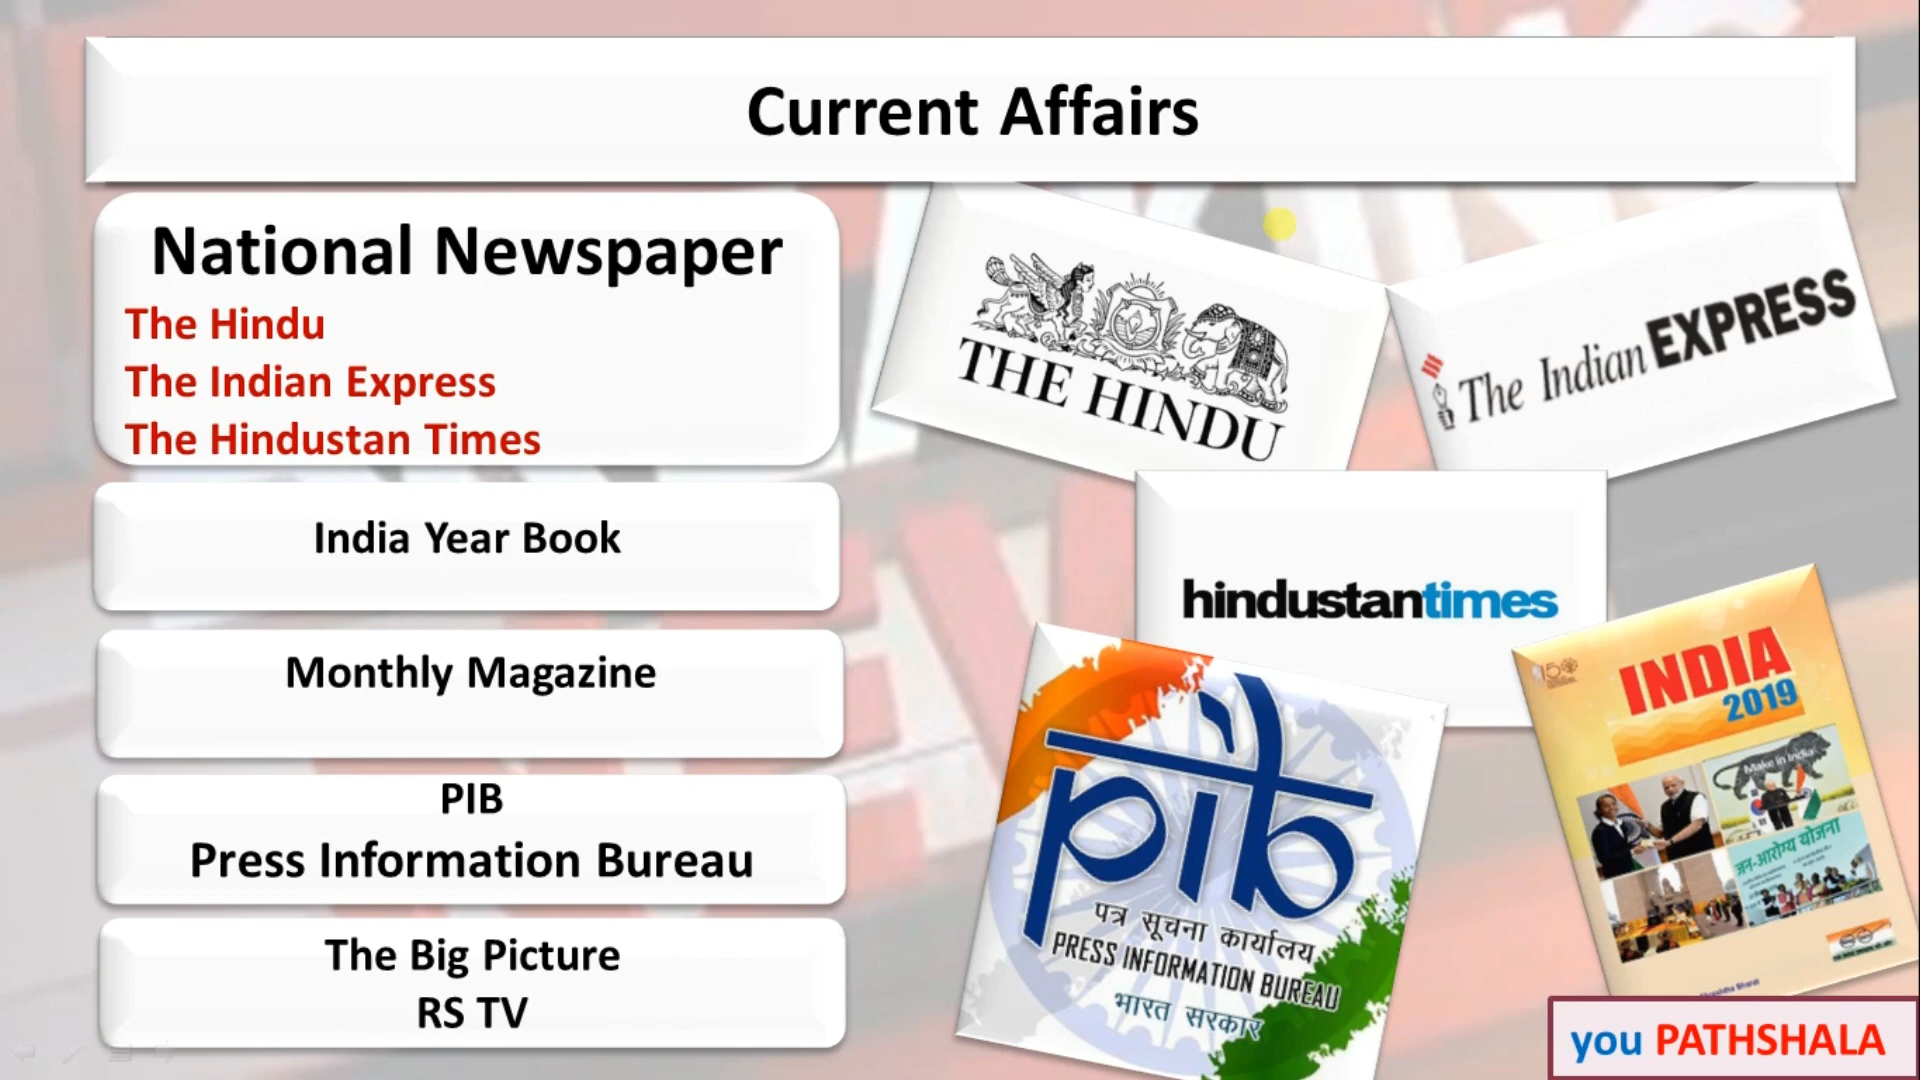 Current Affairs
National Newspaper
The Hindu
The Indian Express
The Hindustan Times
India Year Book
Monthly Magazine
PIB
Press Information Bureau
The Big Picture
RS TV
THE HINDU
The Indian EXPRESS
hindustantimes
pib
पत्र सूचना कार्यालय
PRESS INFORMATION BUREAU
भारत सरकार
INDIA
2019
Make in India
जन-आरोग्य योजना
you PATHSHALA